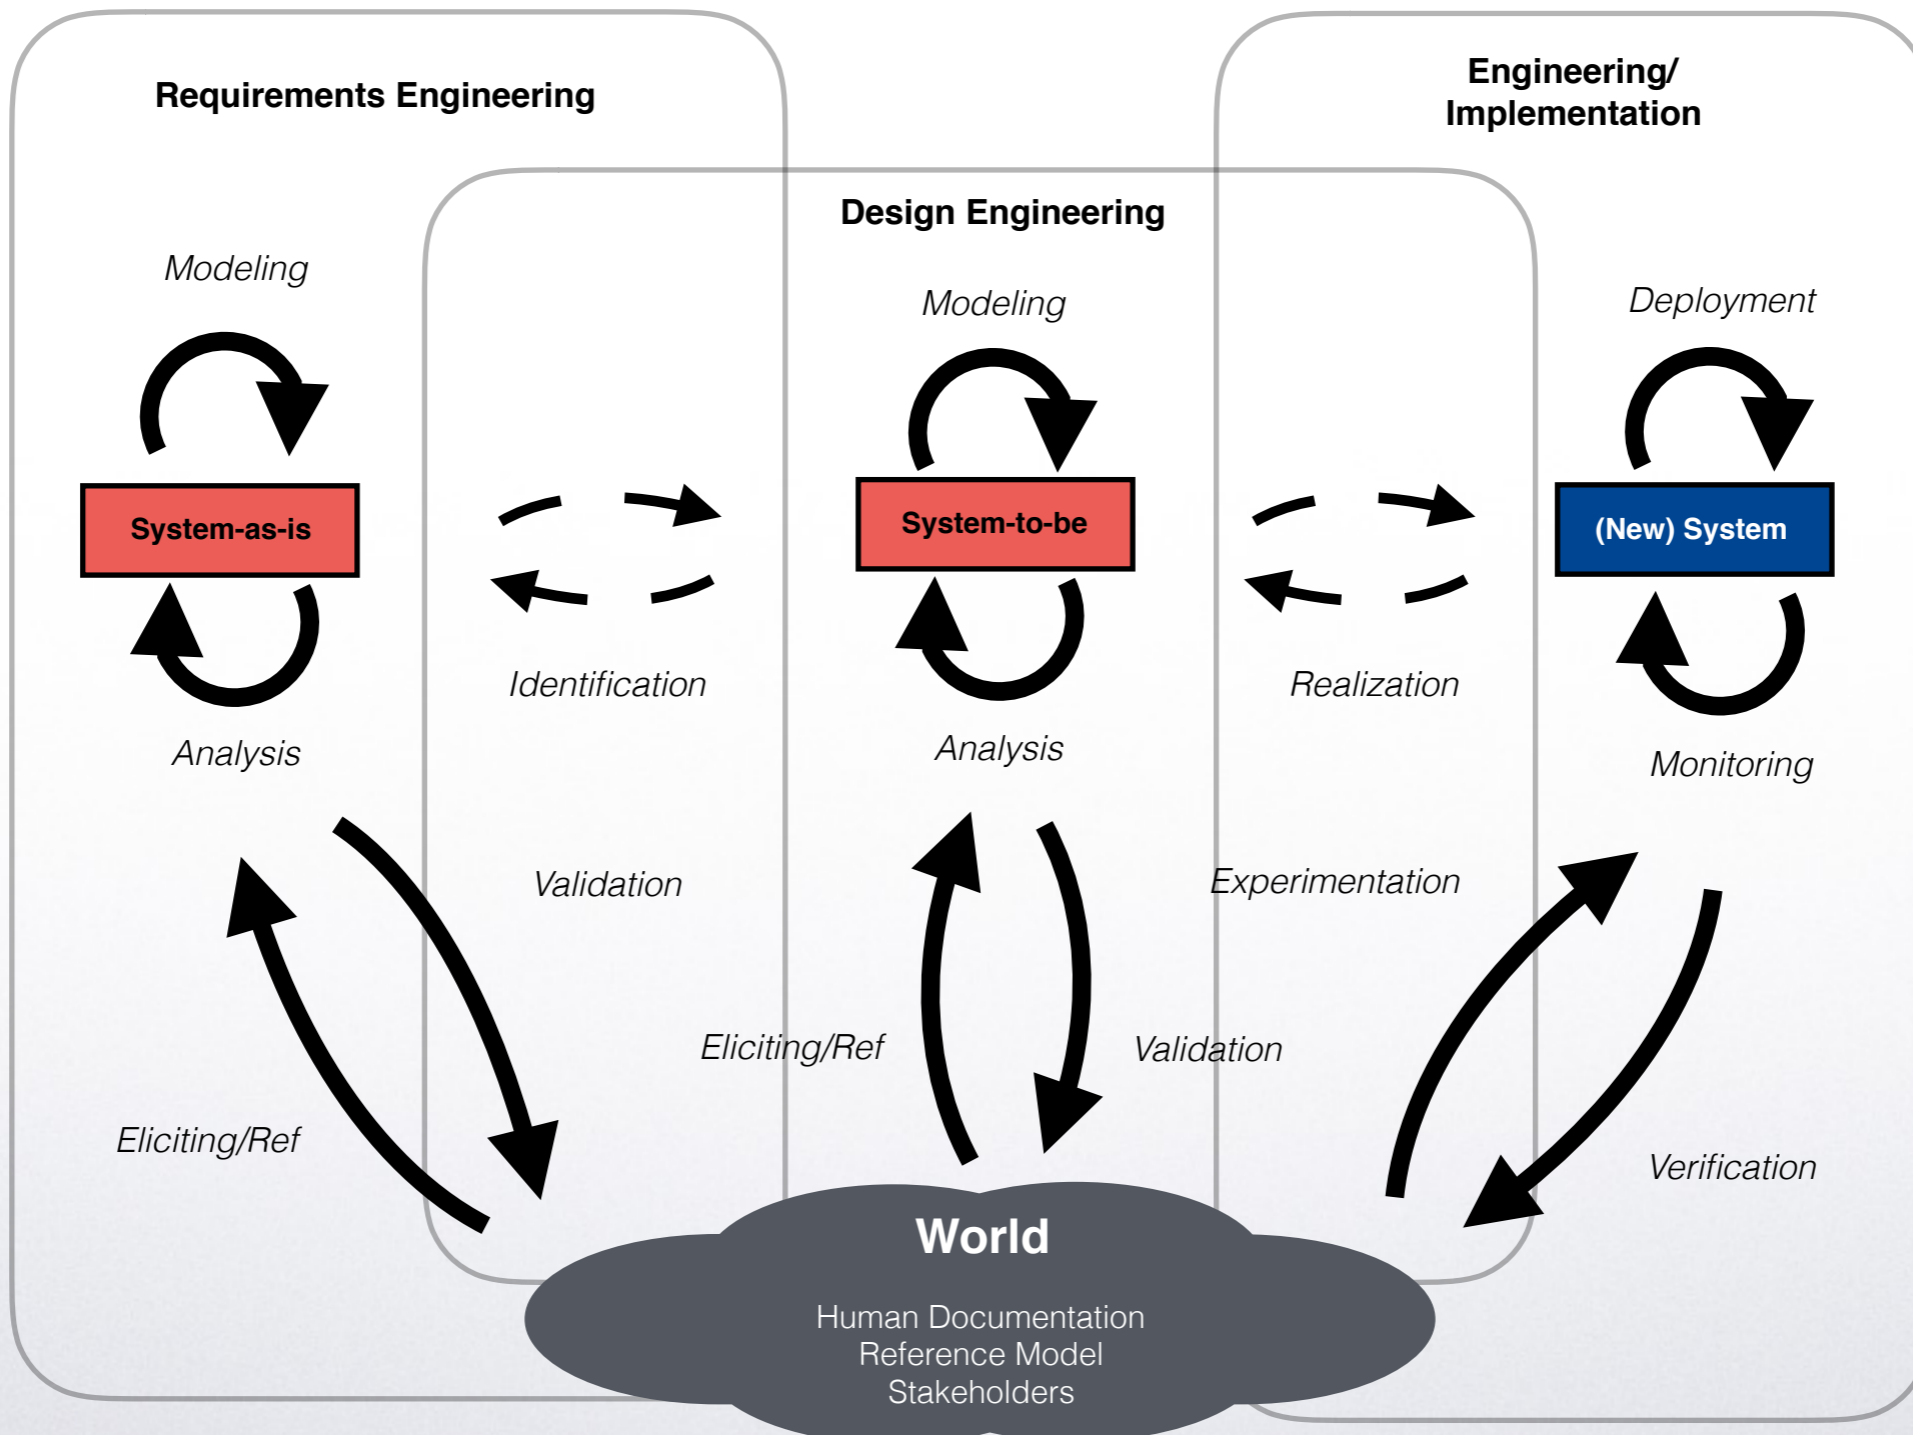 Requirements Engineering
Engineering/
Implementation
Design Engineering
Modeling
Modeling
Deployment
System-as-is
System-to-be
(New) System
Identification
Realization
Analysis
Analysis
Monitoring
Validation
Experimentation
Eliciting/Ref
Validation
Eliciting/Ref
Verification
World
Human Documentation
Reference Model
Stakeholders